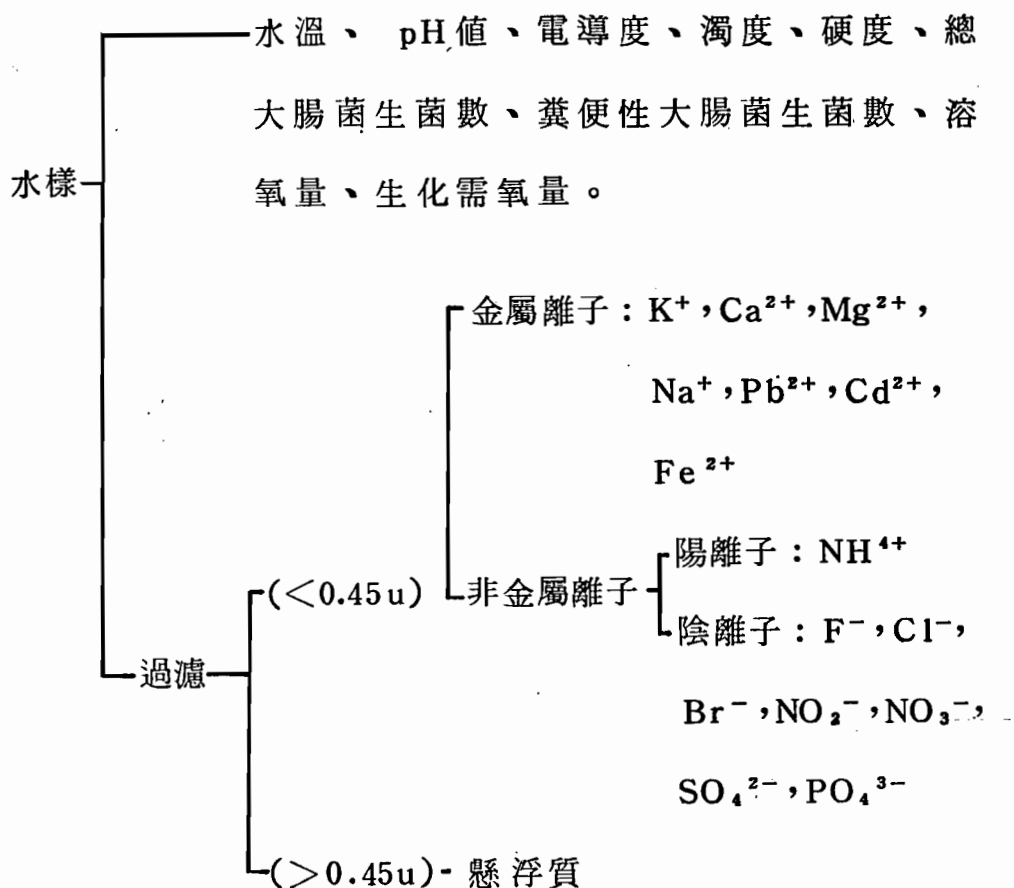 水溫、 pH值、電導度、濁度、硬度、總
大腸菌生菌數、糞便性大腸菌生菌數、溶
水樣
氧量、生化需氧量。
金屬離子：K⁺，Ca²⁺，Mg²⁺，
Na⁺，Pb²⁺，Cd²⁺，
Fe²⁺
陽離子：NH⁴⁺
(＜0.45u)
非金屬離子
陰離子：F⁻，Cl⁻，
過濾
Br⁻，NO₂⁻，NO₃⁻，
SO₄²⁻，PO₄³⁻
(＞0.45u)- 懸浮質